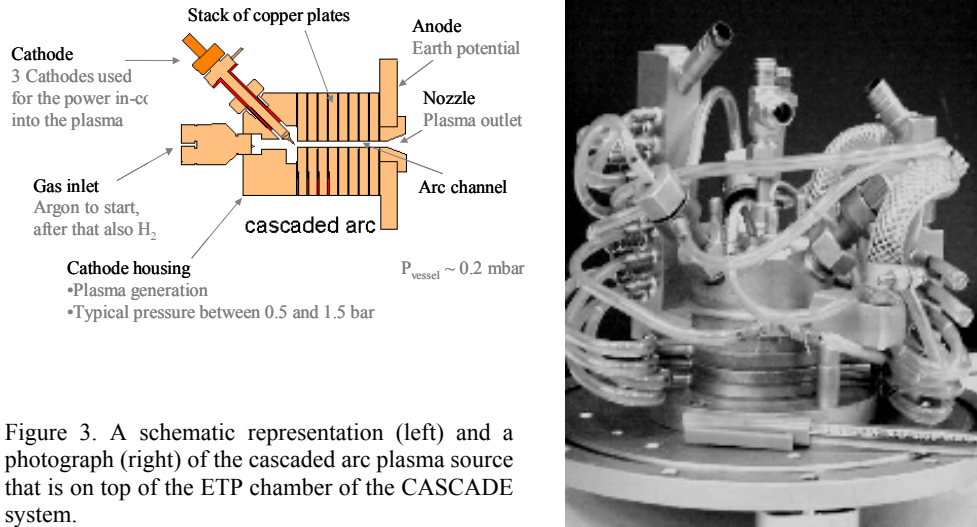 Stack of copper plates
Cathode
3 Cathodes used
for the power in-cc
into the plasma
Anode
Earth potential
Nozzle
Plasma outlet
Gas inlet
Argon to start,
after that also H2
Arc channel
cascaded arc
Cathode housing
•Plasma generation
•Typical pressure between 0.5 and 1.5 bar
Pvessel ~ 0.2 mbar
Figure 3. A schematic representation (left) and a
photograph (right) of the cascaded arc plasma source
that is on top of the ETP chamber of the CASCADE
system.